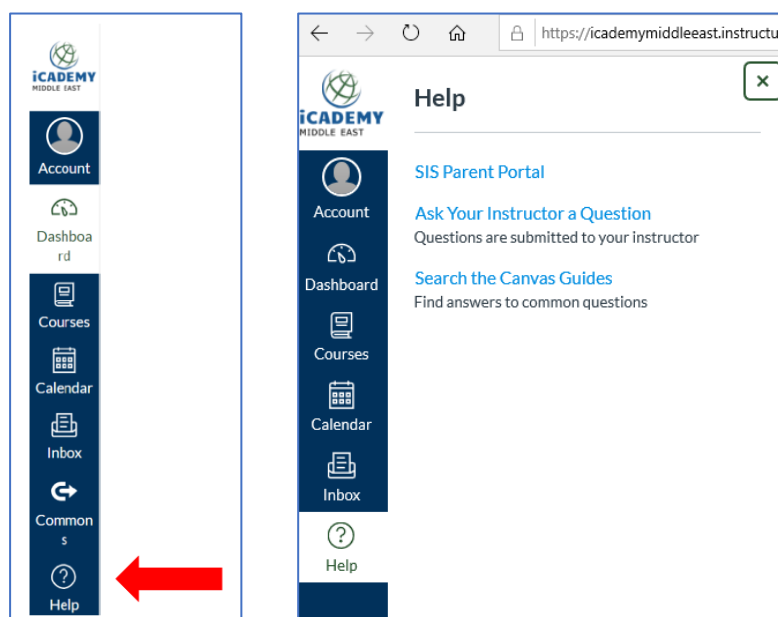 iCADEMY
MIDDLE EAST
Account
Dashboa
rd
Courses
Calendar
Inbox
Common
s
Help
https://icademymiddleeast.instructu
iCADEMY
MIDDLE EAST
Account
Dashboard
Courses
Calendar
Inbox
Help
Help
×
SIS Parent Portal
Ask Your Instructor a Question
Questions are submitted to your instructor
Search the Canvas Guides
Find answers to common questions